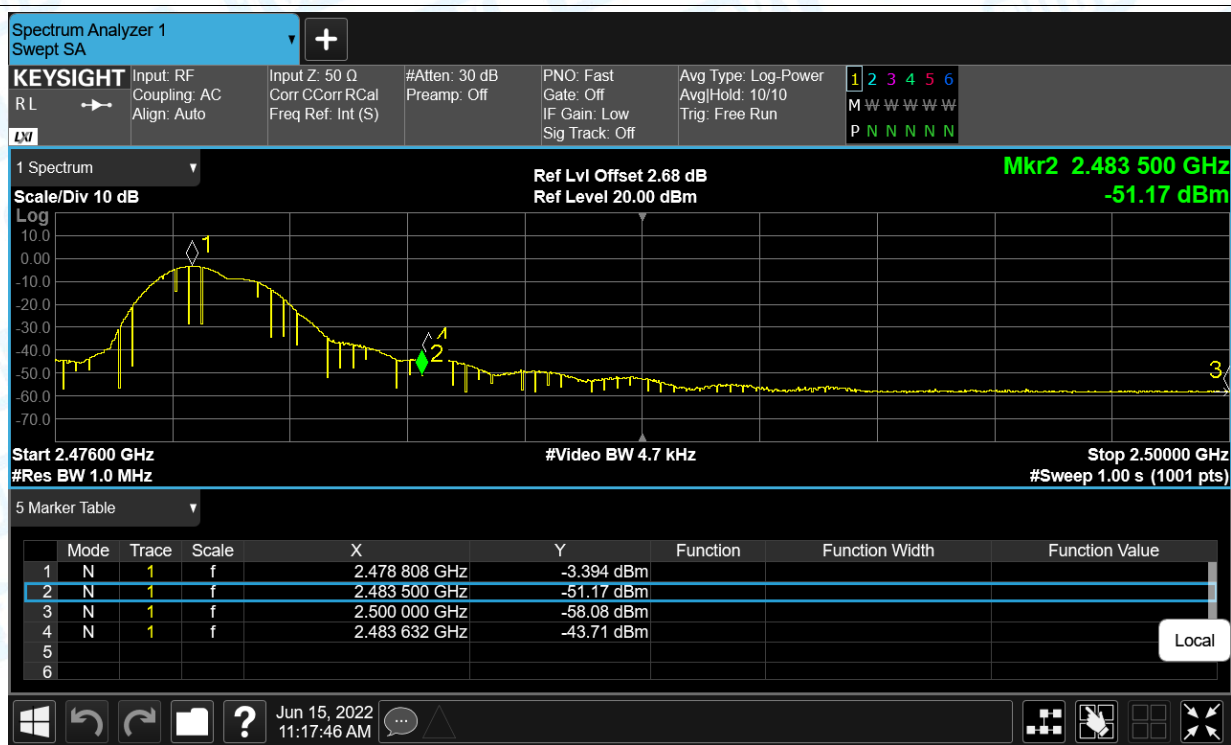 Spectrum Analyzer 1
Swept SA
+
KEYSIGHT
R L
LXI
Input: RF
Coupling: AC
Align: Auto
Input Z: 50 Ω
Corr CCorr RCal
Freq Ref: Int (S)
#Atten: 30 dB
Preamp: Off
PNO: Fast
Gate: Off
IF Gain: Low
Sig Track: Off
Avg Type: Log-Power
Avg|Hold: 10/10
Trig: Free Run
1 2 3 4 5 6
M W W W W W
P N N N N N
1 Spectrum
Scale/Div 10 dB
Ref Lvl Offset 2.68 dB
Ref Level 20.00 dBm
Mkr2 2.483 500 GHz
-51.17 dBm
Log
10.0
0.00
-10.0
-20.0
-30.0
-40.0
-50.0
-60.0
-70.0
1
4
2
3
Start 2.47600 GHz
#Res BW 1.0 MHz
#Video BW 4.7 kHz
Stop 2.50000 GHz
#Sweep 1.00 s (1001 pts)
5 Marker Table
Mode Trace Scale X Y Function Function Width Function Value
1 N 1 f 2.478 808 GHz -3.394 dBm
2 N 1 f 2.483 500 GHz -51.17 dBm
3 N 1 f 2.500 000 GHz -58.08 dBm
4 N 1 f 2.483 632 GHz -43.71 dBm
5
6
Local
?
Jun 15, 2022
11:17:46 AM